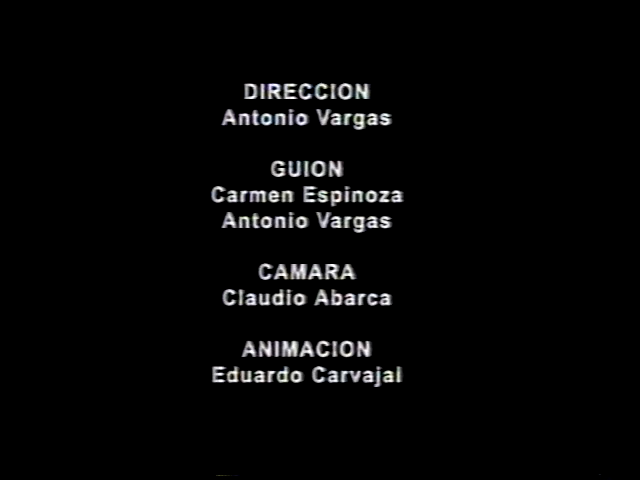 DIRECCION
Antonio Vargas
GUION
Carmen Espinoza
Antonio Vargas
CAMARA
Claudio Abarca
ANIMACION
Eduardo Carvajal